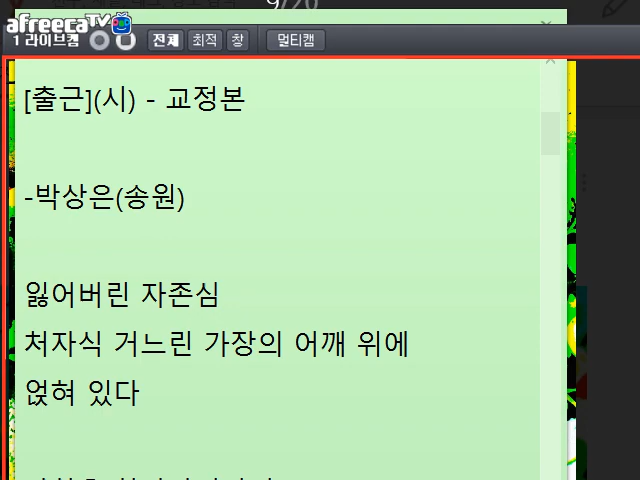 9/20
afreecaTV
1 라이브캠 전체 최적 창 멀티캠
[출근](시) - 교정본
-박상은(송원)
잃어버린 자존심
처자식 거느린 가장의 어깨 위에
얹혀 있다